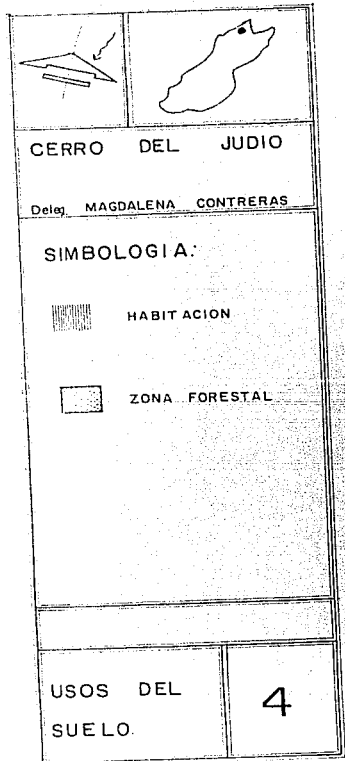 CERRO DEL JUDIO
Deleg. MAGDALENA CONTRERAS
SIMBOLOGIA:
HABITACION
ZONA FORESTAL
USOS DEL
SUELO.
4